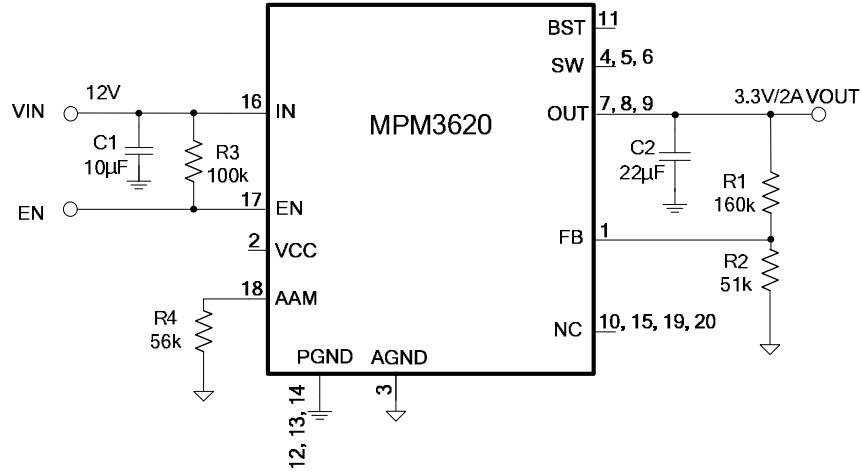 BST 11
SW 4, 5, 6
VIN 12V 16 IN MPM3620 OUT 7, 8, 9 3.3V/2A VOUT
C1
10µF
R3
100k
C2
22µF
R1
160k
EN 17 EN
2 VCC
FB 1
R2
51k
18 AAM
R4
56k
NC 10, 15, 19, 20
PGND AGND
12, 13, 14
3